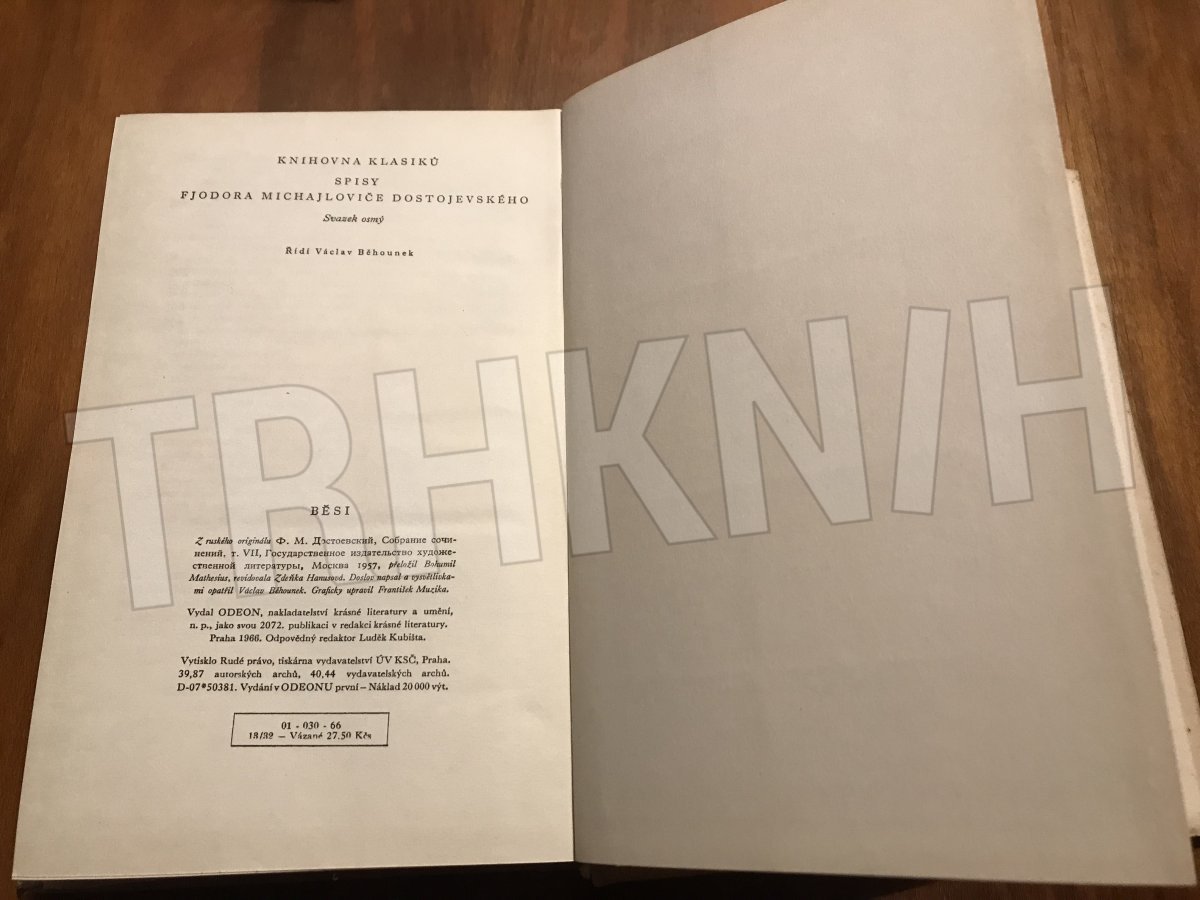 KNIHOVNA KLASIKŮ
SPISY
FJODORA MICHAJLOVIČE DOSTOJEVSKÉHO
Svazek osmý
Řídí Václav Běhounek
TRHKNIH
BĚSI
Z ruského originálu Ф. М. Достоевский, Собрание сочи-
нений, т. VII, Государственное издательство художе-
ственной литературы, Москва 1957, přeložil Bohumil
Mathesius, revidovala Zdeňka Hanusová. Doslov napsal a vysvětlivka-
mi opatřil Václav Běhounek. Graficky upravil František Muzika.
Vydal ODEON, nakladatelství krásné literatury a umění,
n. p., jako svou 2072. publikaci v redakci krásné literatury.
Praha 1966. Odpovědný redaktor Luděk Kubišta.
Vytisklo Rudé právo, tiskárna vydavatelství ÚV KSČ, Praha.
39,87 autorských archů, 40,44 vydavatelských archů.
D-07*50381. Vydání v ODEONU první – Náklad 20 000 výt.
01 - 030 - 66
13/32 — Vázané 27.50 Kčs